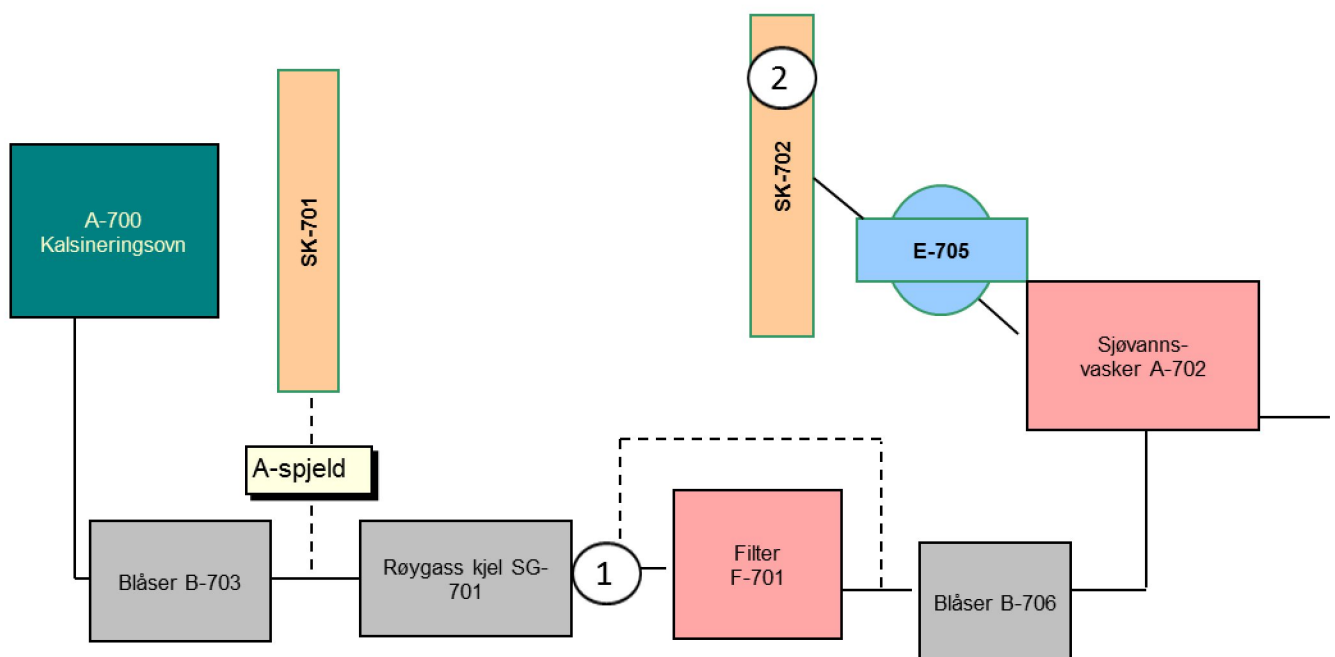 2
SK-702
SK-701
A-700
Kalsineringsovn
E-705
Sjøvanns-
vasker A-702
A-spjeld
Blåser B-703
Røygass kjel SG-
701
1
Filter
F-701
Blåser B-706